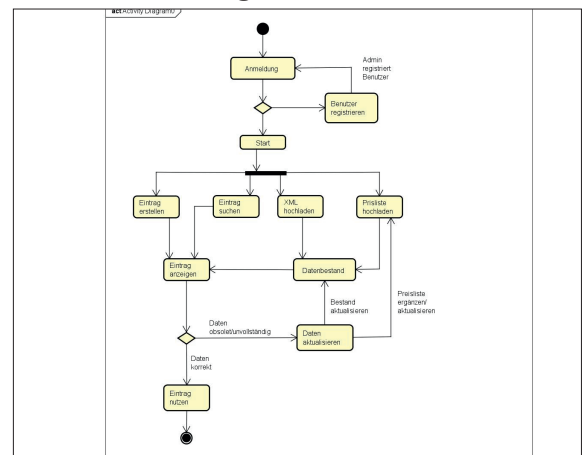 act Activity Diagram0
Anmeldung
Admin
registriert
Benutzer
Benutzer
registrieren
Start
Eintrag
erstellen
Eintrag
suchen
XML
hochladen
Prisliste
hochladen
Eintrag
anzeigen
Datenbestand
Bestand
aktualisieren
Preisliste
ergänzen/
aktualisieren
Daten
obsolet/unvollständig
Daten
aktualisieren
Daten
korrekt
Eintrag
nutzen